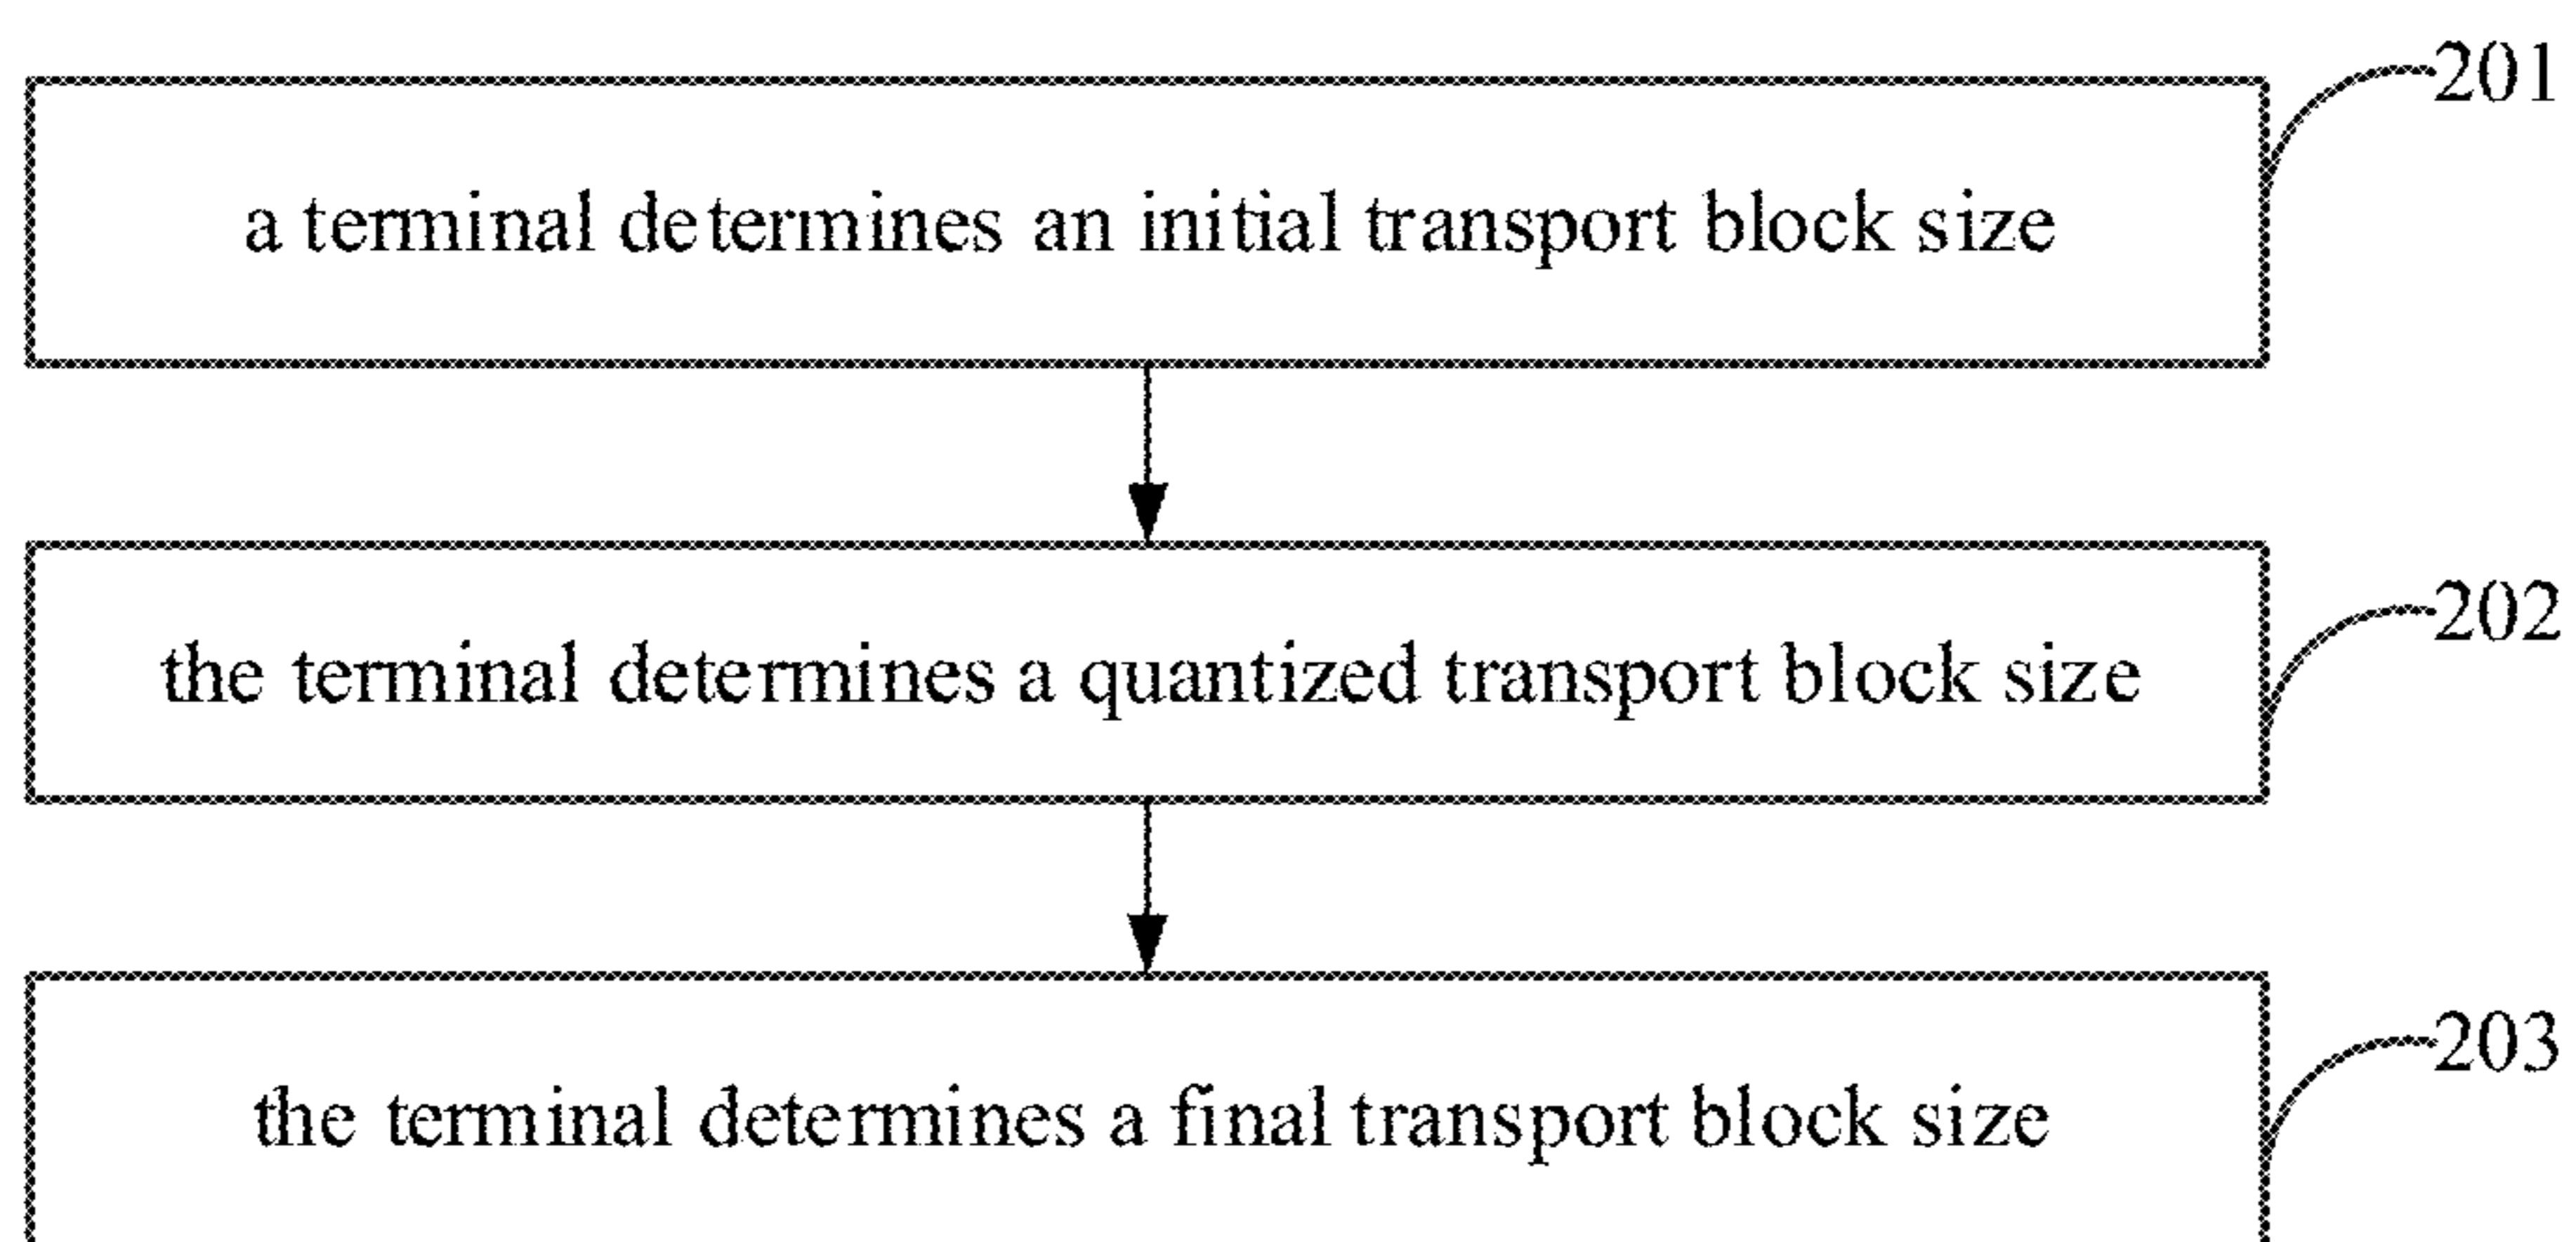 201
a terminal determines an initial transport block size
202
the terminal determines a quantized transport block size
203
the terminal determines a final transport block size